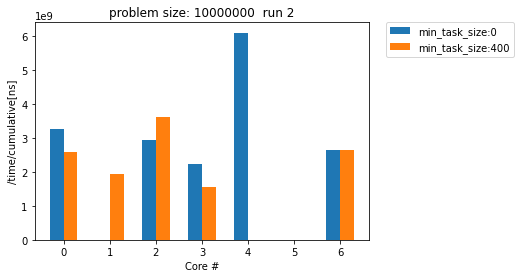 problem size: 10000000  run 2
1e9
min_task_size:0
min_task_size:400
/time/cumulative[ns]
6
5
4
3
2
1
0
0 1 2 3 4 5 6
Core #